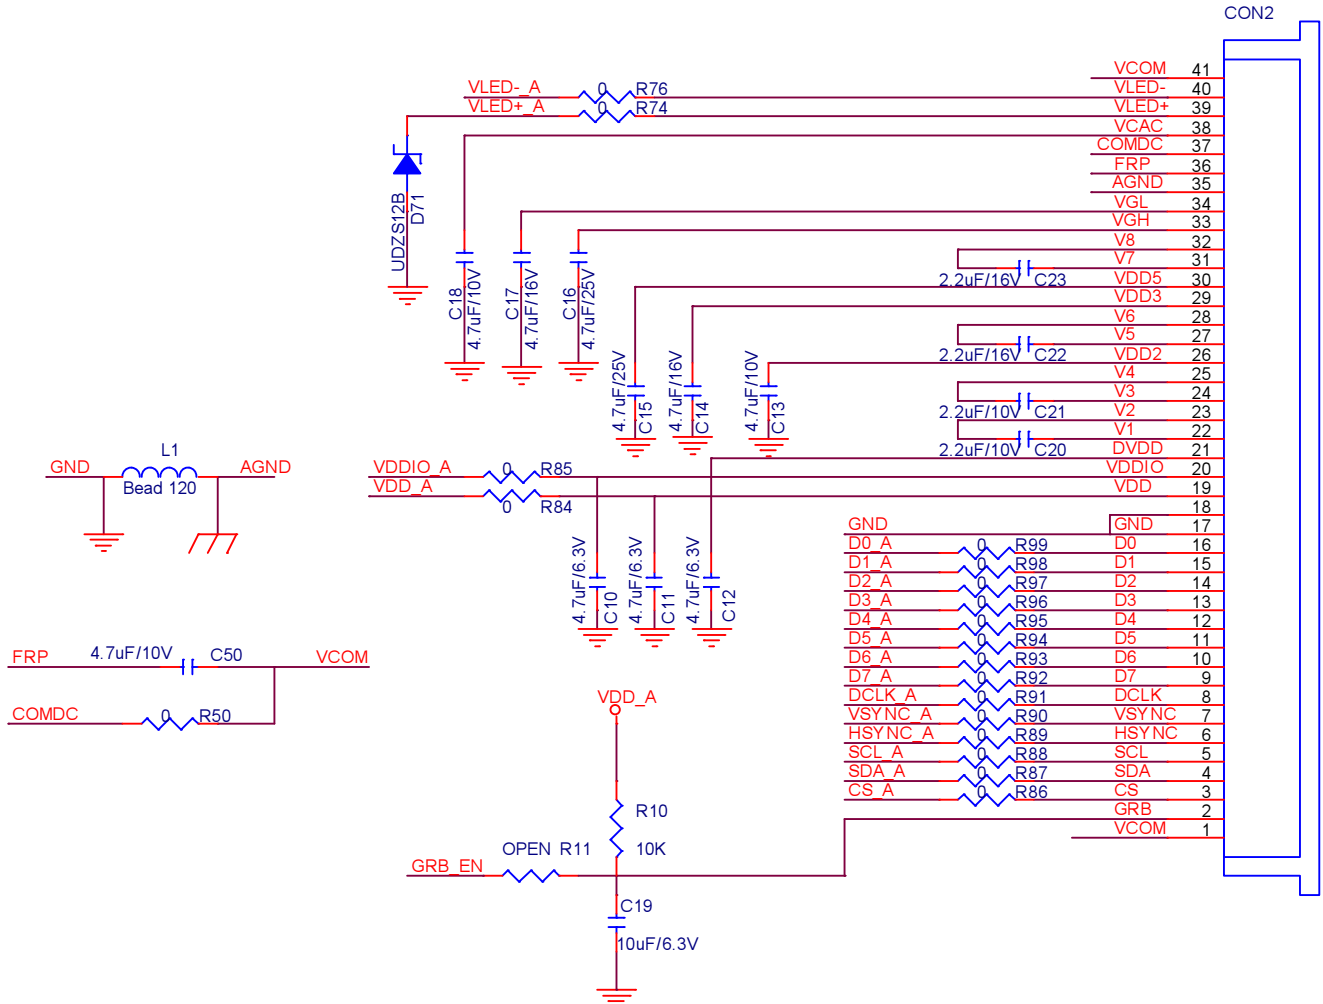 CON2
VCOM 41
VLED-_A 0 R76 VLED- 40
VLED+_A 0 R74 VLED+ 39
VCAC 38
COMDC 37
FRP 36
AGND 35
VGL 34
VGH 33
V8 32
V7 31
2.2uF/16V C23 VDD5 30
VDD3 29
V6 28
V5 27
2.2uF/16V C22 VDD2 26
V4 25
V3 24
2.2uF/10V C21 V2 23
V1 22
2.2uF/10V C20 DVDD 21
VDDIO_A 0 R85 VDDIO 20
VDD_A 0 R84 VDD 19
18
GND GND 17
D0_A 0 R99 D0 16
D1_A 0 R98 D1 15
D2_A 0 R97 D2 14
D3_A 0 R96 D3 13
D4_A 0 R95 D4 12
D5_A 0 R94 D5 11
D6_A 0 R93 D6 10
D7_A 0 R92 D7 9
DCLK_A 0 R91 DCLK 8
VSYNC_A 0 R90 VSYNC 7
HSYNC_A 0 R89 HSYNC 6
SCL_A 0 R88 SCL 5
SDA_A 0 R87 SDA 4
CS_A 0 R86 CS 3
GRB 2
VCOM 1
UDZS12B
D71
C18
4.7uF/10V
C17
4.7uF/16V
C16
4.7uF/25V
4.7uF/25V
C15
4.7uF/16V
C14
4.7uF/10V
C13
L1
GND AGND
Bead 120
4.7uF/6.3V
C10
4.7uF/6.3V
C11
4.7uF/6.3V
C12
FRP 4.7uF/10V C50 VCOM
COMDC 0 R50
VDD_A
R10
10K
OPEN R11
GRB_EN
C19
10uF/6.3V